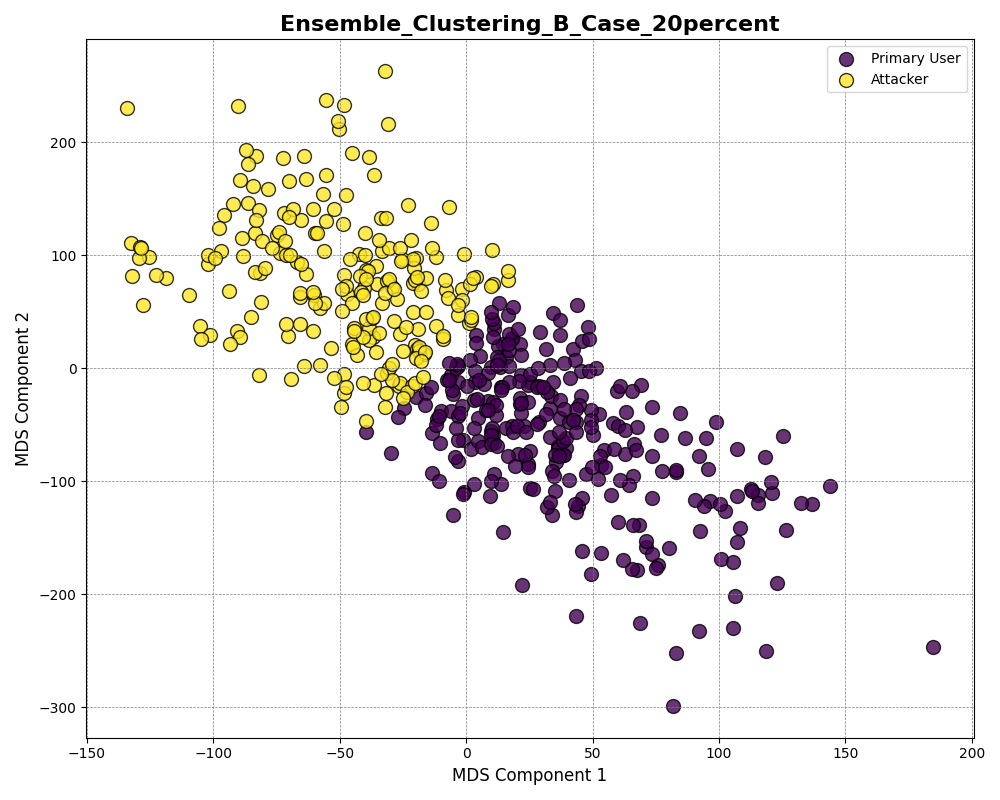 Ensemble_Clustering_B_Case_20percent
Primary User
Attacker
200
100
0
−100
−200
−300
MDS Component 2
−150
−100
−50
0
50
100
150
200
MDS Component 1